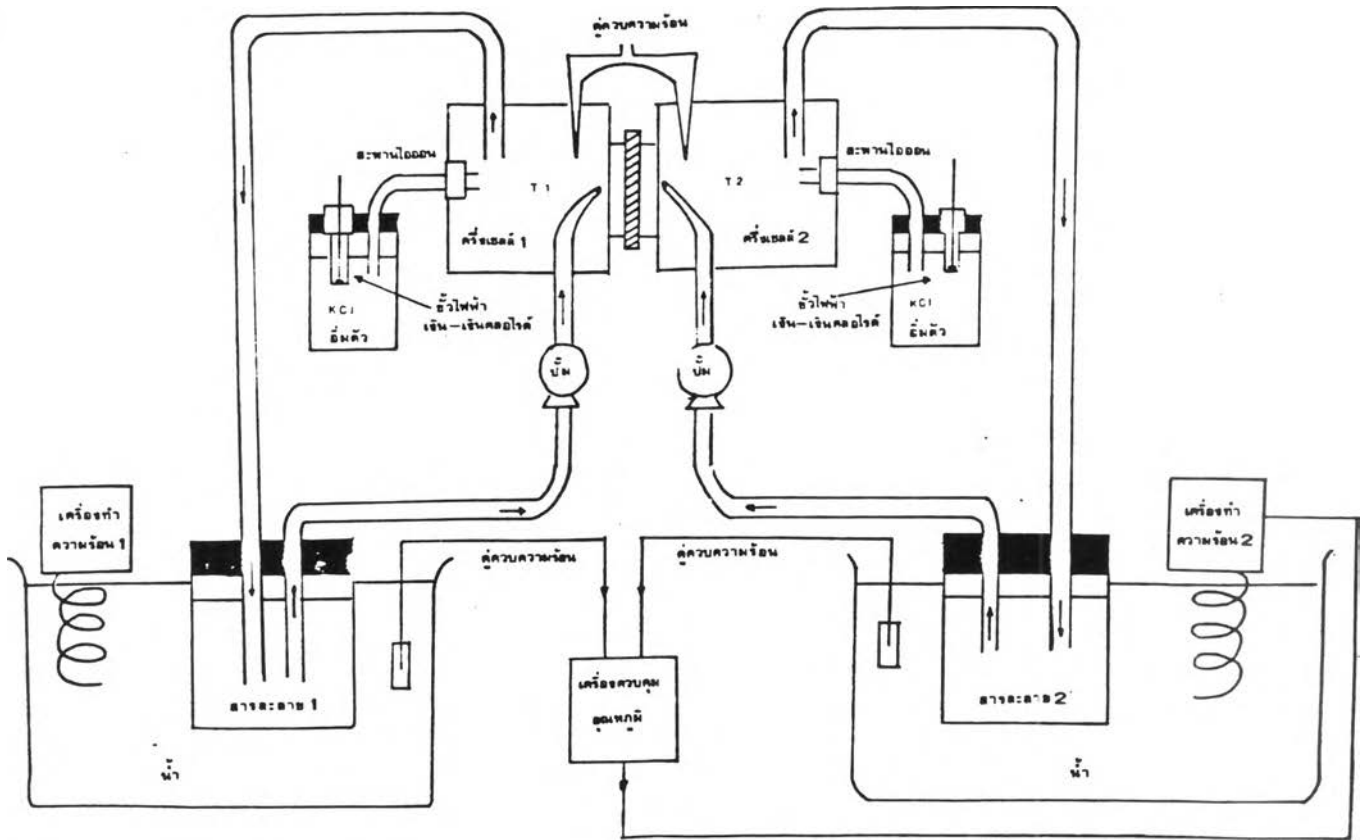 คู่ควบความร้อน
สะพานไอออน
สะพานไอออน
T1
T2
ครึ่งเซลล์ 1
ครึ่งเซลล์ 2
KCl
อิ่มตัว
ขั้วไฟฟ้า
เงิน-เงินคลอไรด์
ขั้วไฟฟ้า
เงิน-เงินคลอไรด์
KCl
อิ่มตัว
ปั๊ม
ปั๊ม
เครื่องทำ
ความร้อน 1
เครื่องทำ
ความร้อน 2
คู่ควบความร้อน
คู่ควบความร้อน
สารละลาย 1
สารละลาย 2
เครื่องควบคุม
อุณหภูมิ
น้ำ
น้ำ